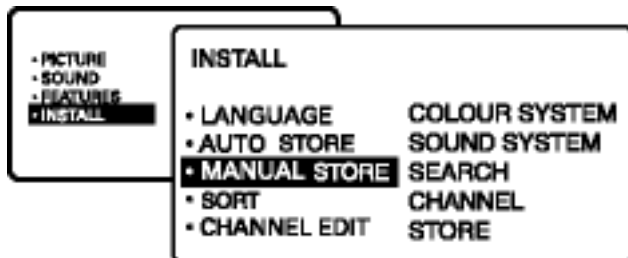 • PICTURE
• SOUND
• FEATURES
• INSTALL
INSTALL
• LANGUAGE
• AUTO STORE
• MANUAL STORE
• SORT
• CHANNEL EDIT
COLOUR SYSTEM
SOUND SYSTEM
SEARCH
CHANNEL
STORE